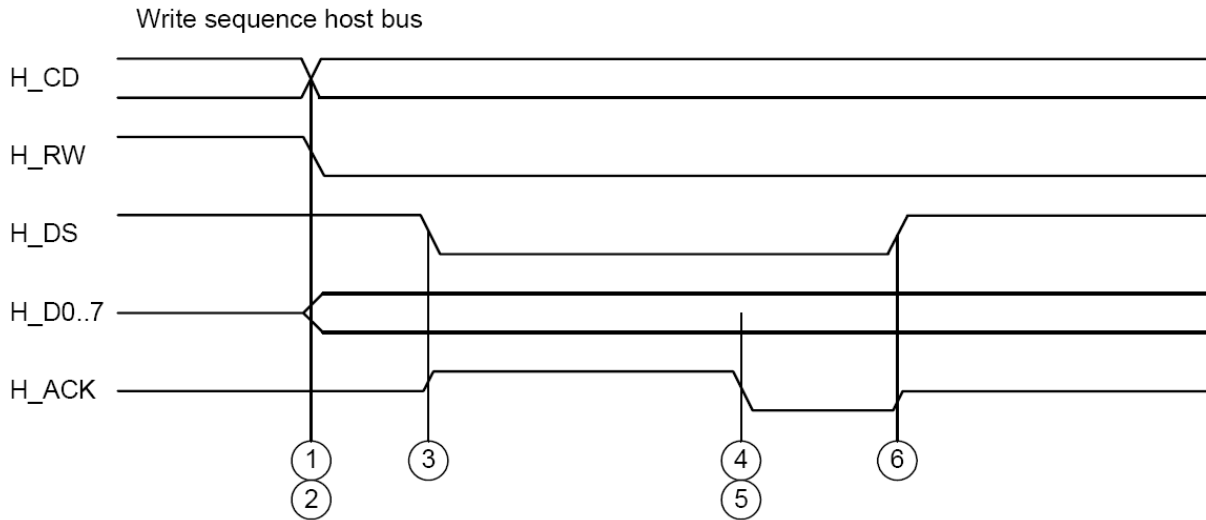 Write sequence host bus
H_CD
H_RW
H_DS
H_D0..7
H_ACK
1 3 4 6
2 5